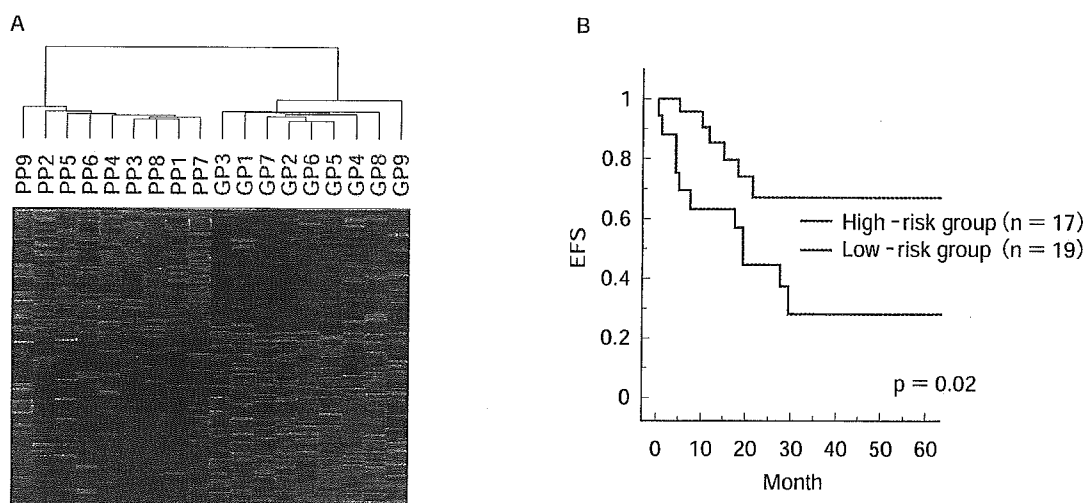 A
PP9
PP2
PP5
PP6
PP4
PP3
PP8
PP1
PP7
GP3
GP1
GP7
GP2
GP6
GP5
GP4
GP8
GP9
B
EFS
1
0.8
0.6
0.4
0.2
0
High-risk group (n = 17)
Low-risk group (n = 19)
p = 0.02
0 10 20 30 40 50 60
Month